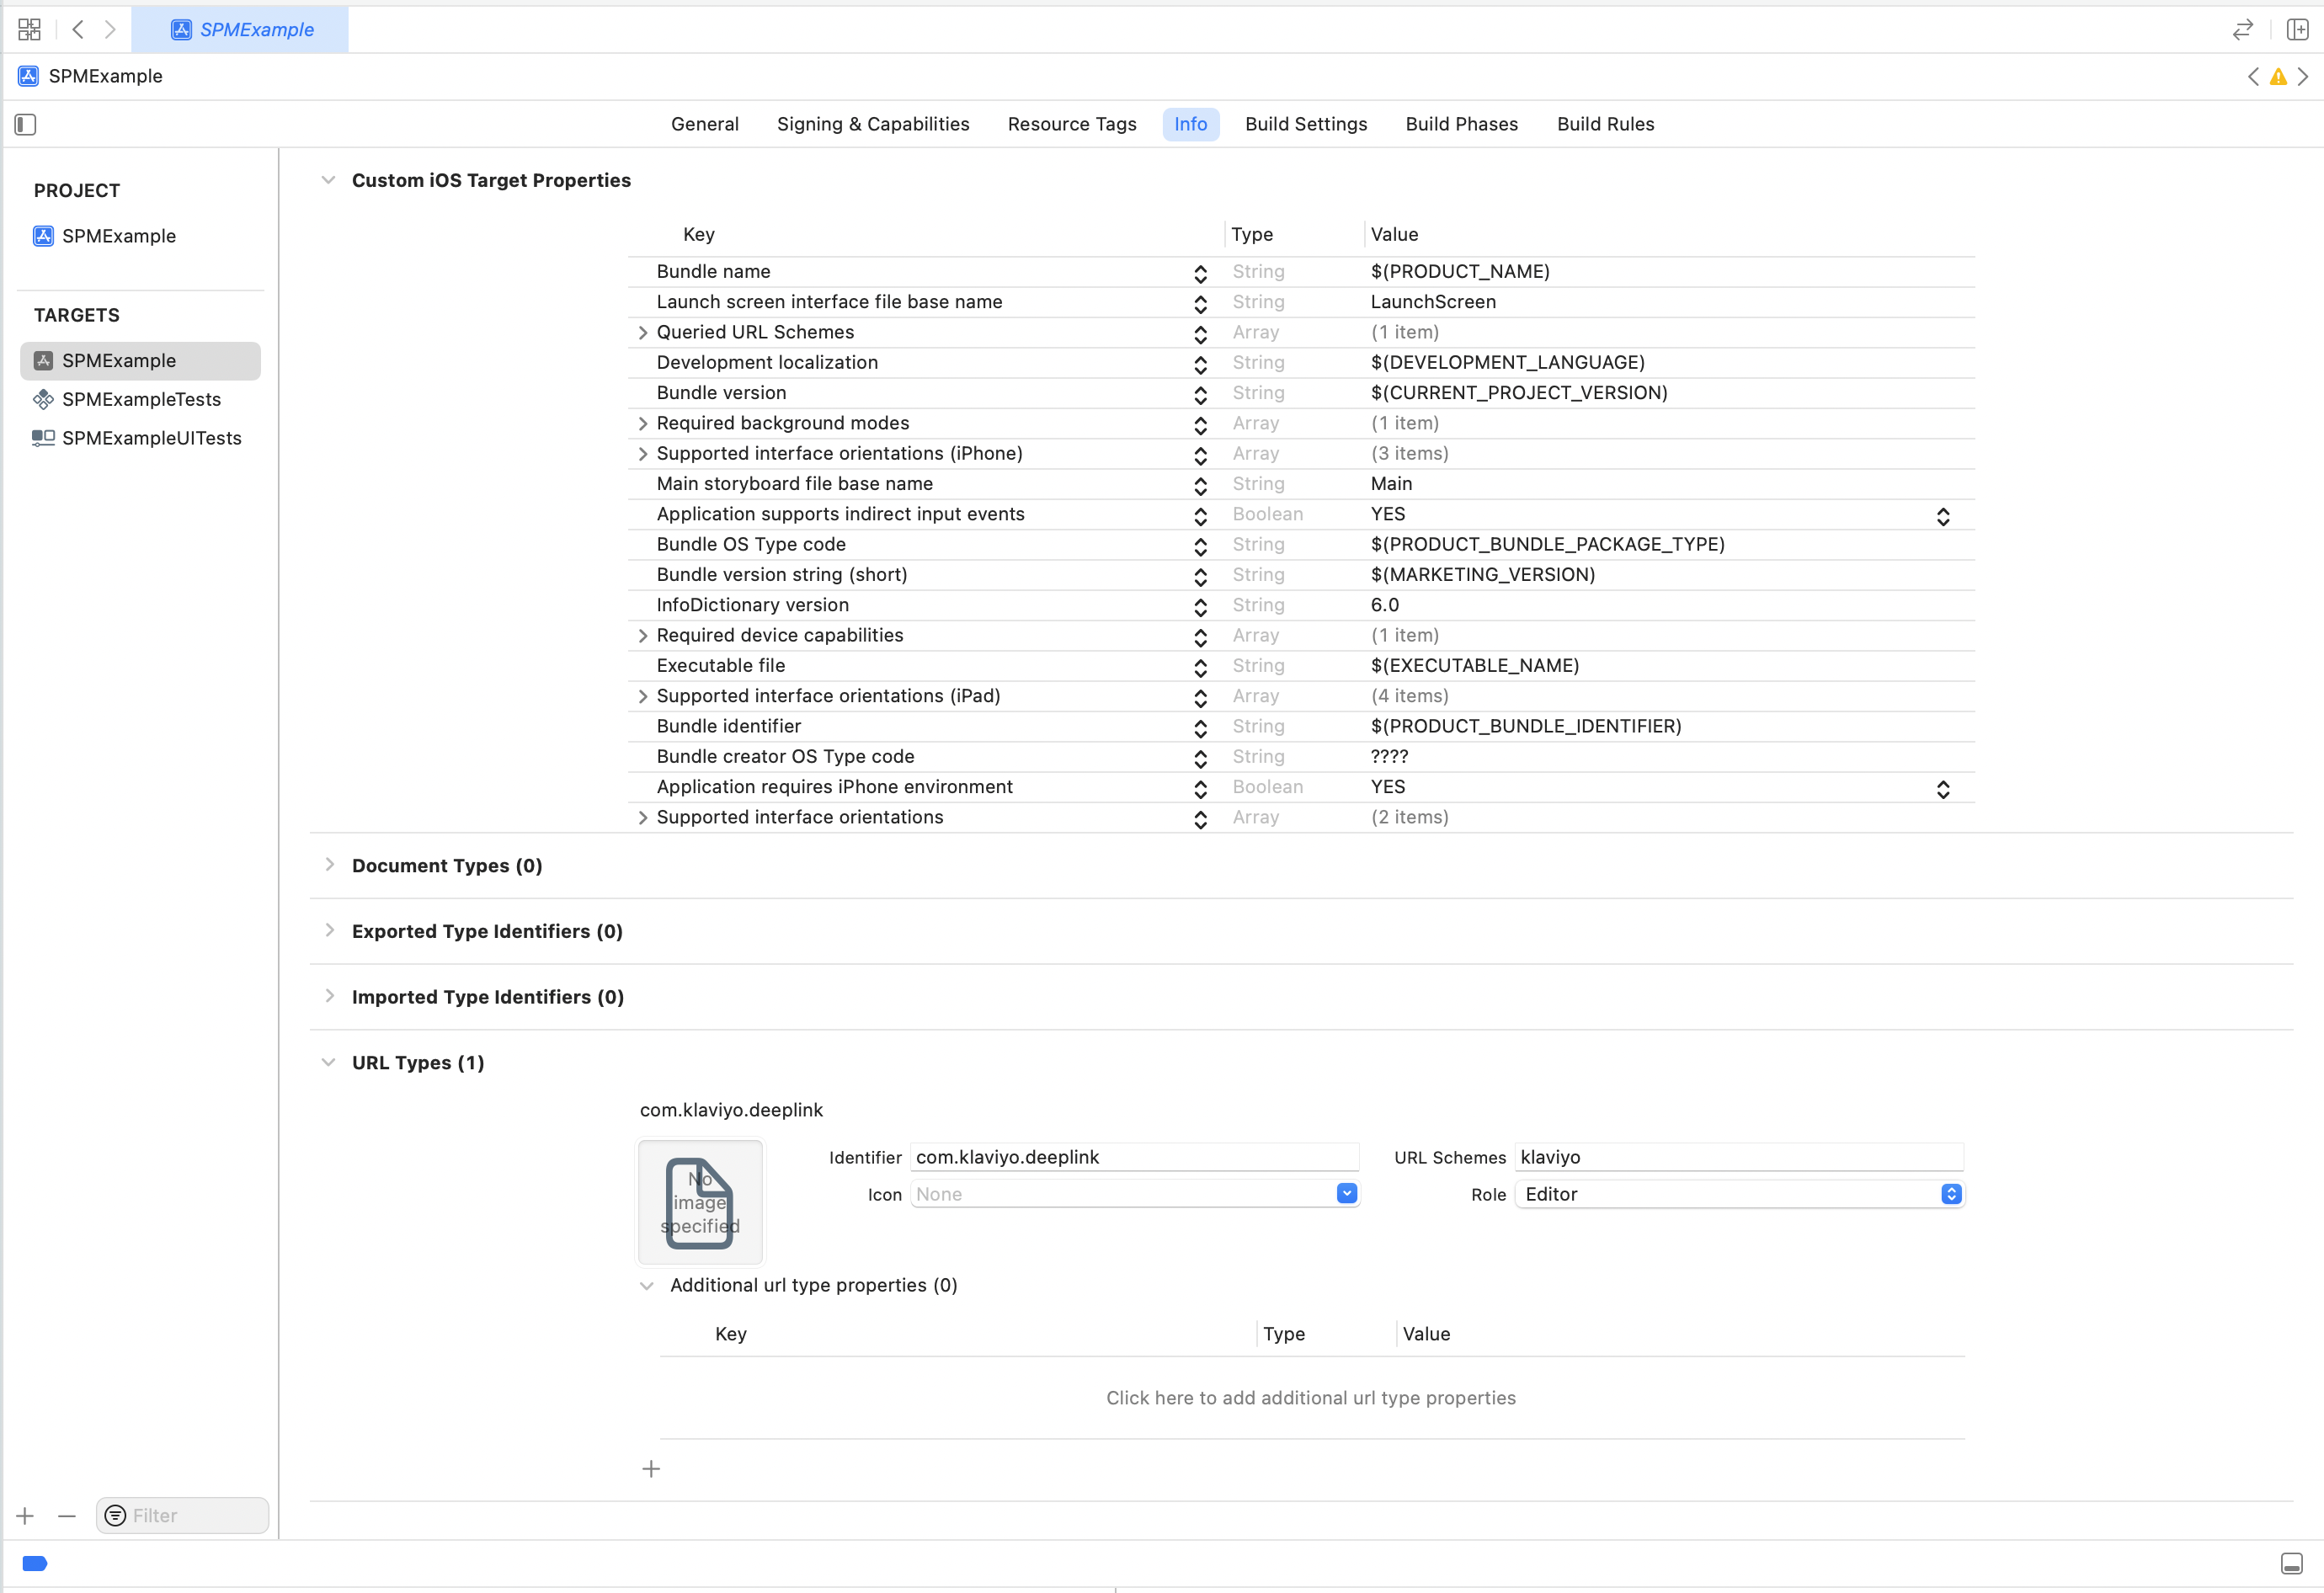 SPMExample
SPMExample
General Signing & Capabilities Resource Tags Info Build Settings Build Phases Build Rules
PROJECT
SPMExample
TARGETS
SPMExample
SPMExampleTests
SPMExampleUITests
Filter
Custom iOS Target Properties
Key Type Value
Bundle name String $(PRODUCT_NAME)
Launch screen interface file base name String LaunchScreen
Queried URL Schemes Array (1 item)
Development localization String $(DEVELOPMENT_LANGUAGE)
Bundle version String $(CURRENT_PROJECT_VERSION)
Required background modes Array (1 item)
Supported interface orientations (iPhone) Array (3 items)
Main storyboard file base name String Main
Application supports indirect input events Boolean YES
Bundle OS Type code String $(PRODUCT_BUNDLE_PACKAGE_TYPE)
Bundle version string (short) String $(MARKETING_VERSION)
InfoDictionary version String 6.0
Required device capabilities Array (1 item)
Executable file String $(EXECUTABLE_NAME)
Supported interface orientations (iPad) Array (4 items)
Bundle identifier String $(PRODUCT_BUNDLE_IDENTIFIER)
Bundle creator OS Type code String ????
Application requires iPhone environment Boolean YES
Supported interface orientations Array (2 items)
Document Types (0)
Exported Type Identifiers (0)
Imported Type Identifiers (0)
URL Types (1)
com.klaviyo.deeplink
No
image
specified
Identifier com.klaviyo.deeplink URL Schemes klaviyo
Icon None Role Editor
Additional url type properties (0)
Key Type Value
Click here to add additional url type properties